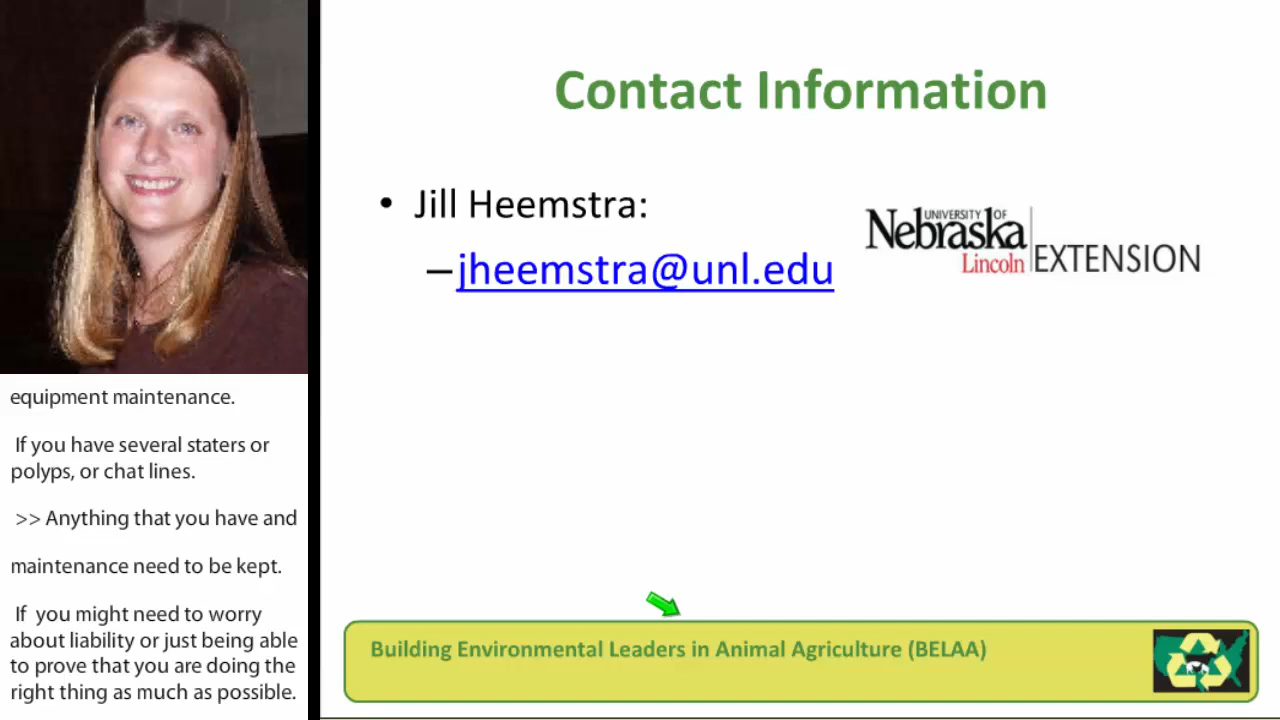 Contact Information
• Jill Heemstra:
–jheemstra@unl.edu
UNIVERSITY OF
Nebraska
Lincoln
EXTENSION
equipment maintenance.
If you have several staters or
polyps, or chat lines.
>> Anything that you have and
maintenance need to be kept.
If you might need to worry
about liability or just being able
to prove that you are doing the
right thing as much as possible.
Building Environmental Leaders in Animal Agriculture (BELAA)